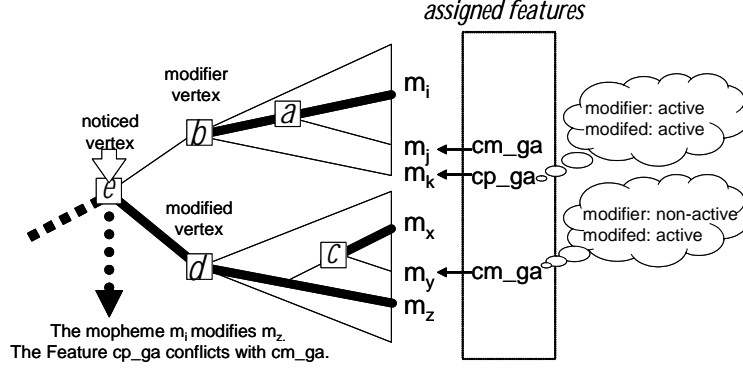 assigned features
modifier
vertex
noticed
vertex
e
b
a
m_i
m_j
m_k
cm_ga
cp_ga
modifier: active
modifed: active
modified
vertex
d
c
m_x
m_y
m_z
cm_ga
modifier: non-active
modifed: active
The mopheme m_i modifies m_z.
The Feature cp_ga conflicts with cm_ga.